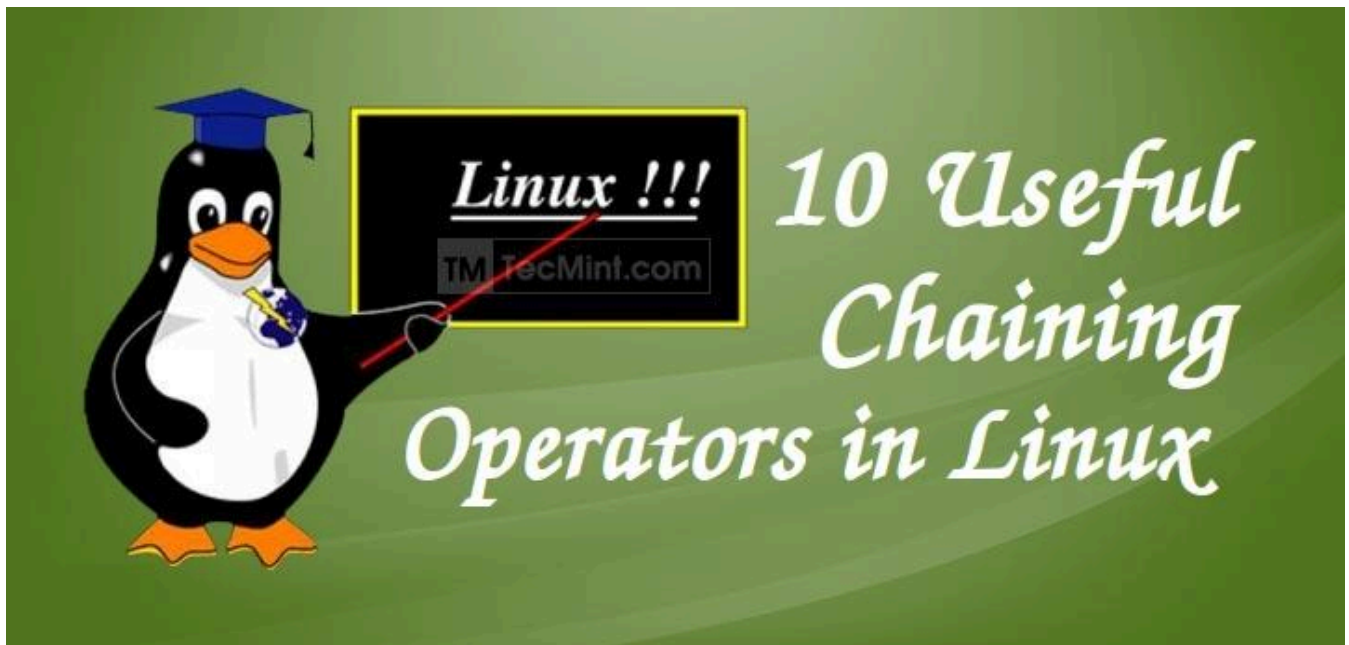 Linux !!!
TM TecMint.com
10 Useful
Chaining
Operators in Linux